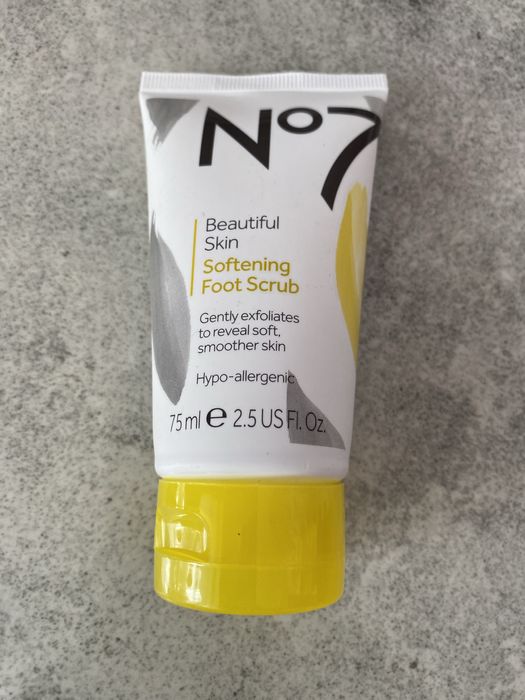 No7
Beautiful
Skin
Softening
Foot Scrub
Gently exfoliates
to reveal soft,
smoother skin
Hypo-allergenic
75 ml ℮ 2.5 US Fl. Oz.